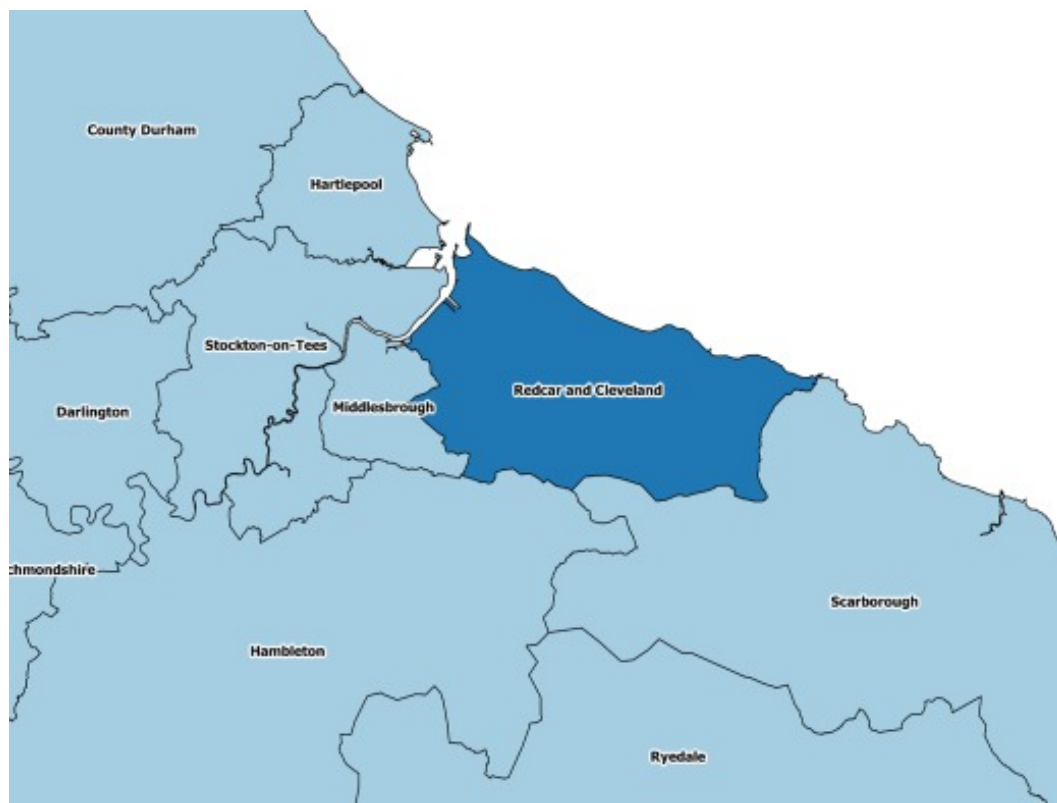 County Durham
Hartlepool
Stockton-on-Tees
Redcar and Cleveland
Darlington
Middlesbrough
chmondshire
Scarborough
Hambleton
Ryedale